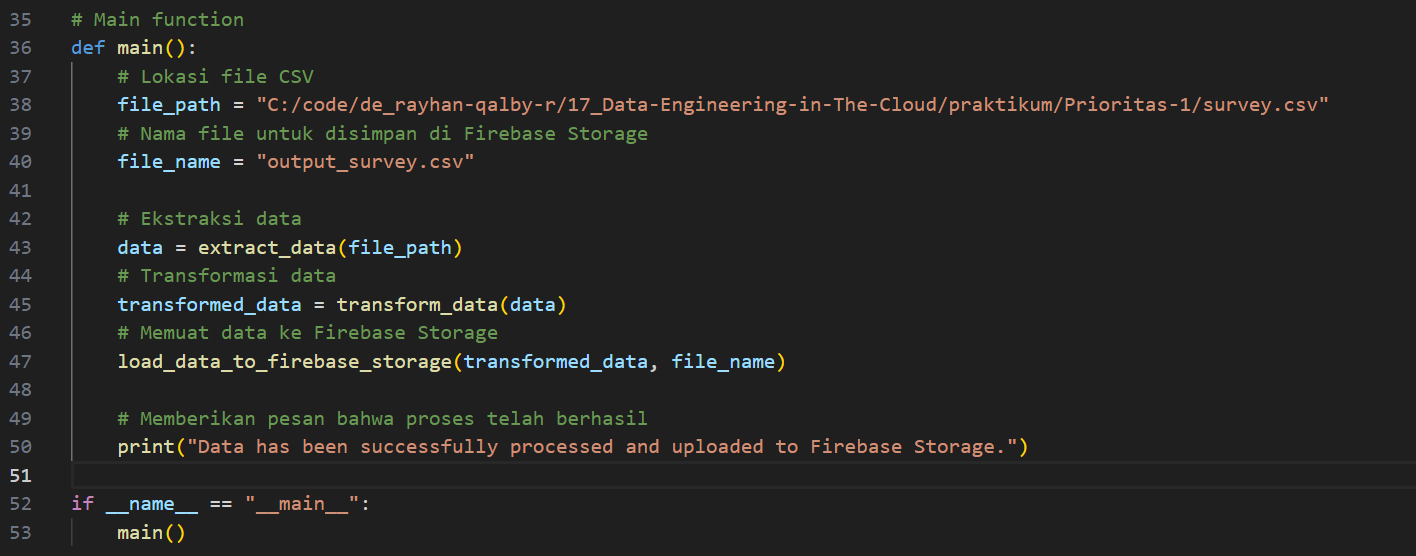 35 # Main function
36 def main():
37     # Lokasi file CSV
38     file_path = "C:/code/de_rayhan-qalby-r/17_Data-Engineering-in-The-Cloud/praktikum/Prioritas-1/survey.csv"
39     # Nama file untuk disimpan di Firebase Storage
40     file_name = "output_survey.csv"
41
42     # Ekstraksi data
43     data = extract_data(file_path)
44     # Transformasi data
45     transformed_data = transform_data(data)
46     # Memuat data ke Firebase Storage
47     load_data_to_firebase_storage(transformed_data, file_name)
48
49     # Memberikan pesan bahwa proses telah berhasil
50     print("Data has been successfully processed and uploaded to Firebase Storage.")
51
52 if __name__ == "__main__":
53     main()